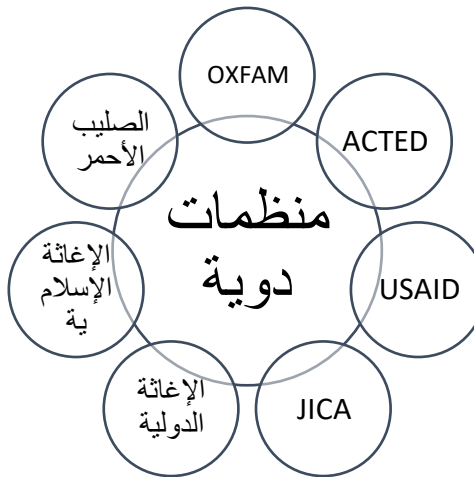 OXFAM
ACTED
USAID
JICA
الإغاثة
الدولية
الإغاثة
الإسلام
ية
الصليب
الأحمر
منظمات
دوية